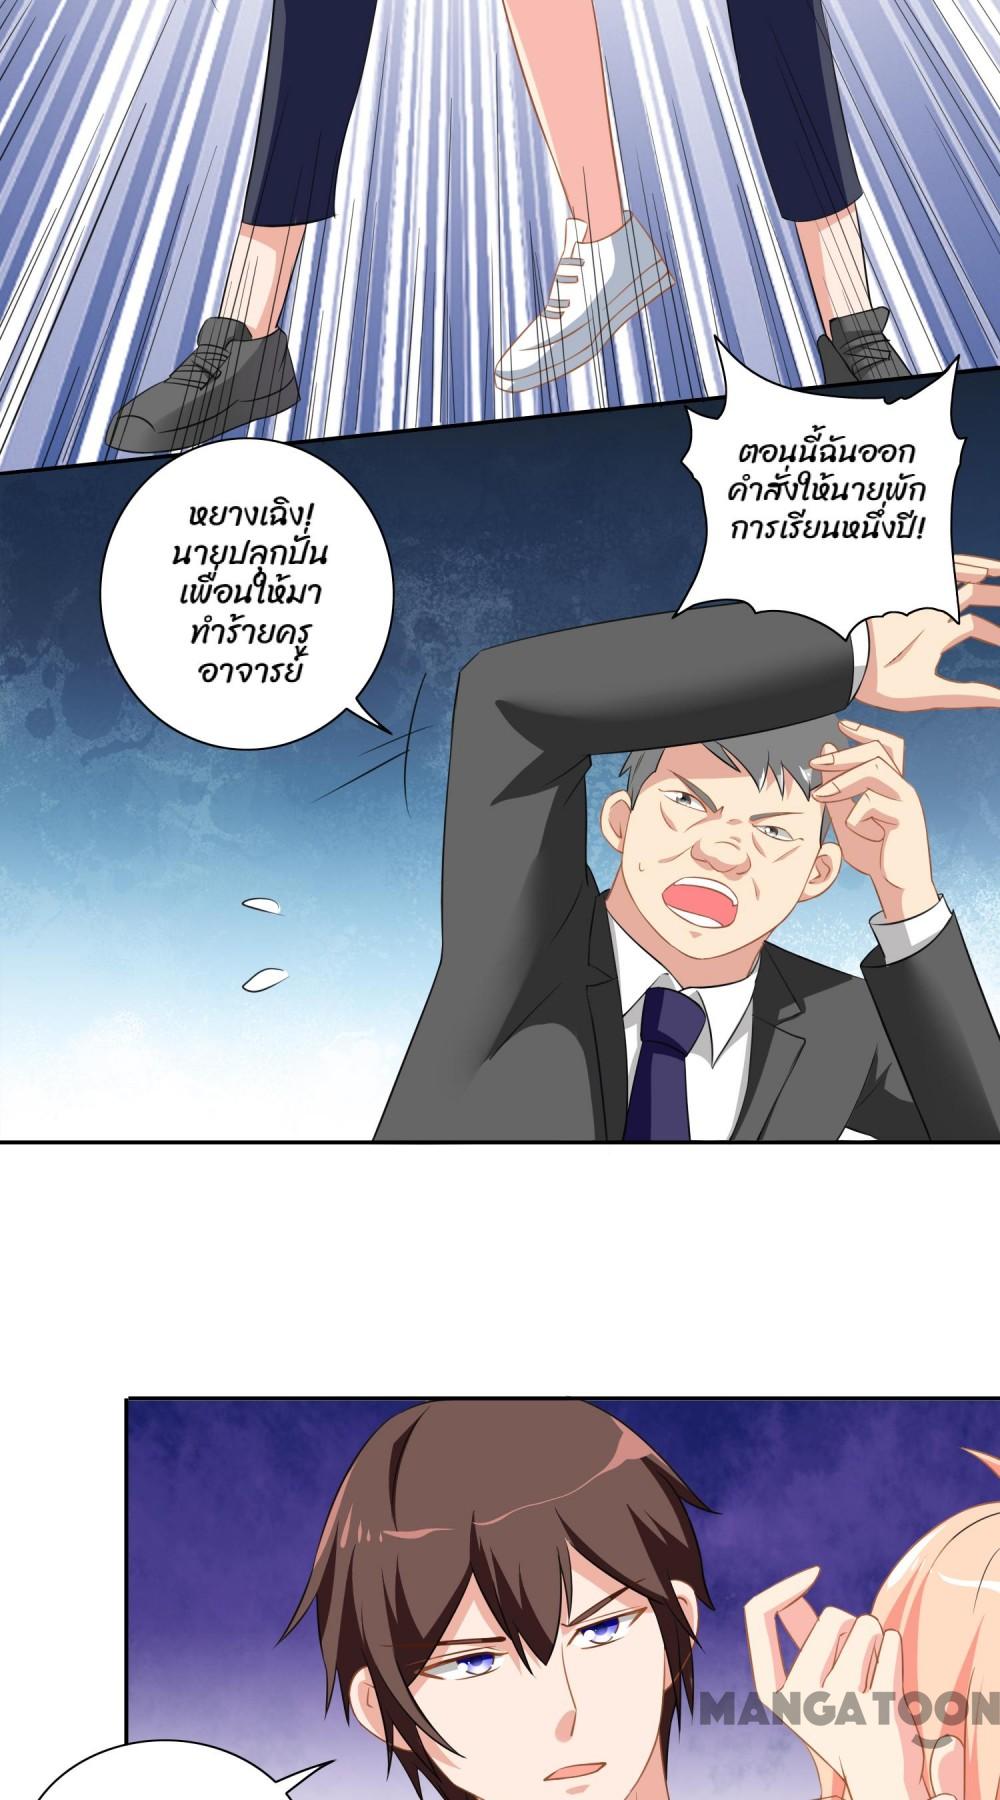 หยางเฉิง!
นายปลุกปั่น
เพื่อนให้มา
ทำร้ายครู
อาจารย์
ตอนนี้ฉันออก
คำสั่งให้นายพัก
การเรียนหนึ่งปี!
MANGATOON